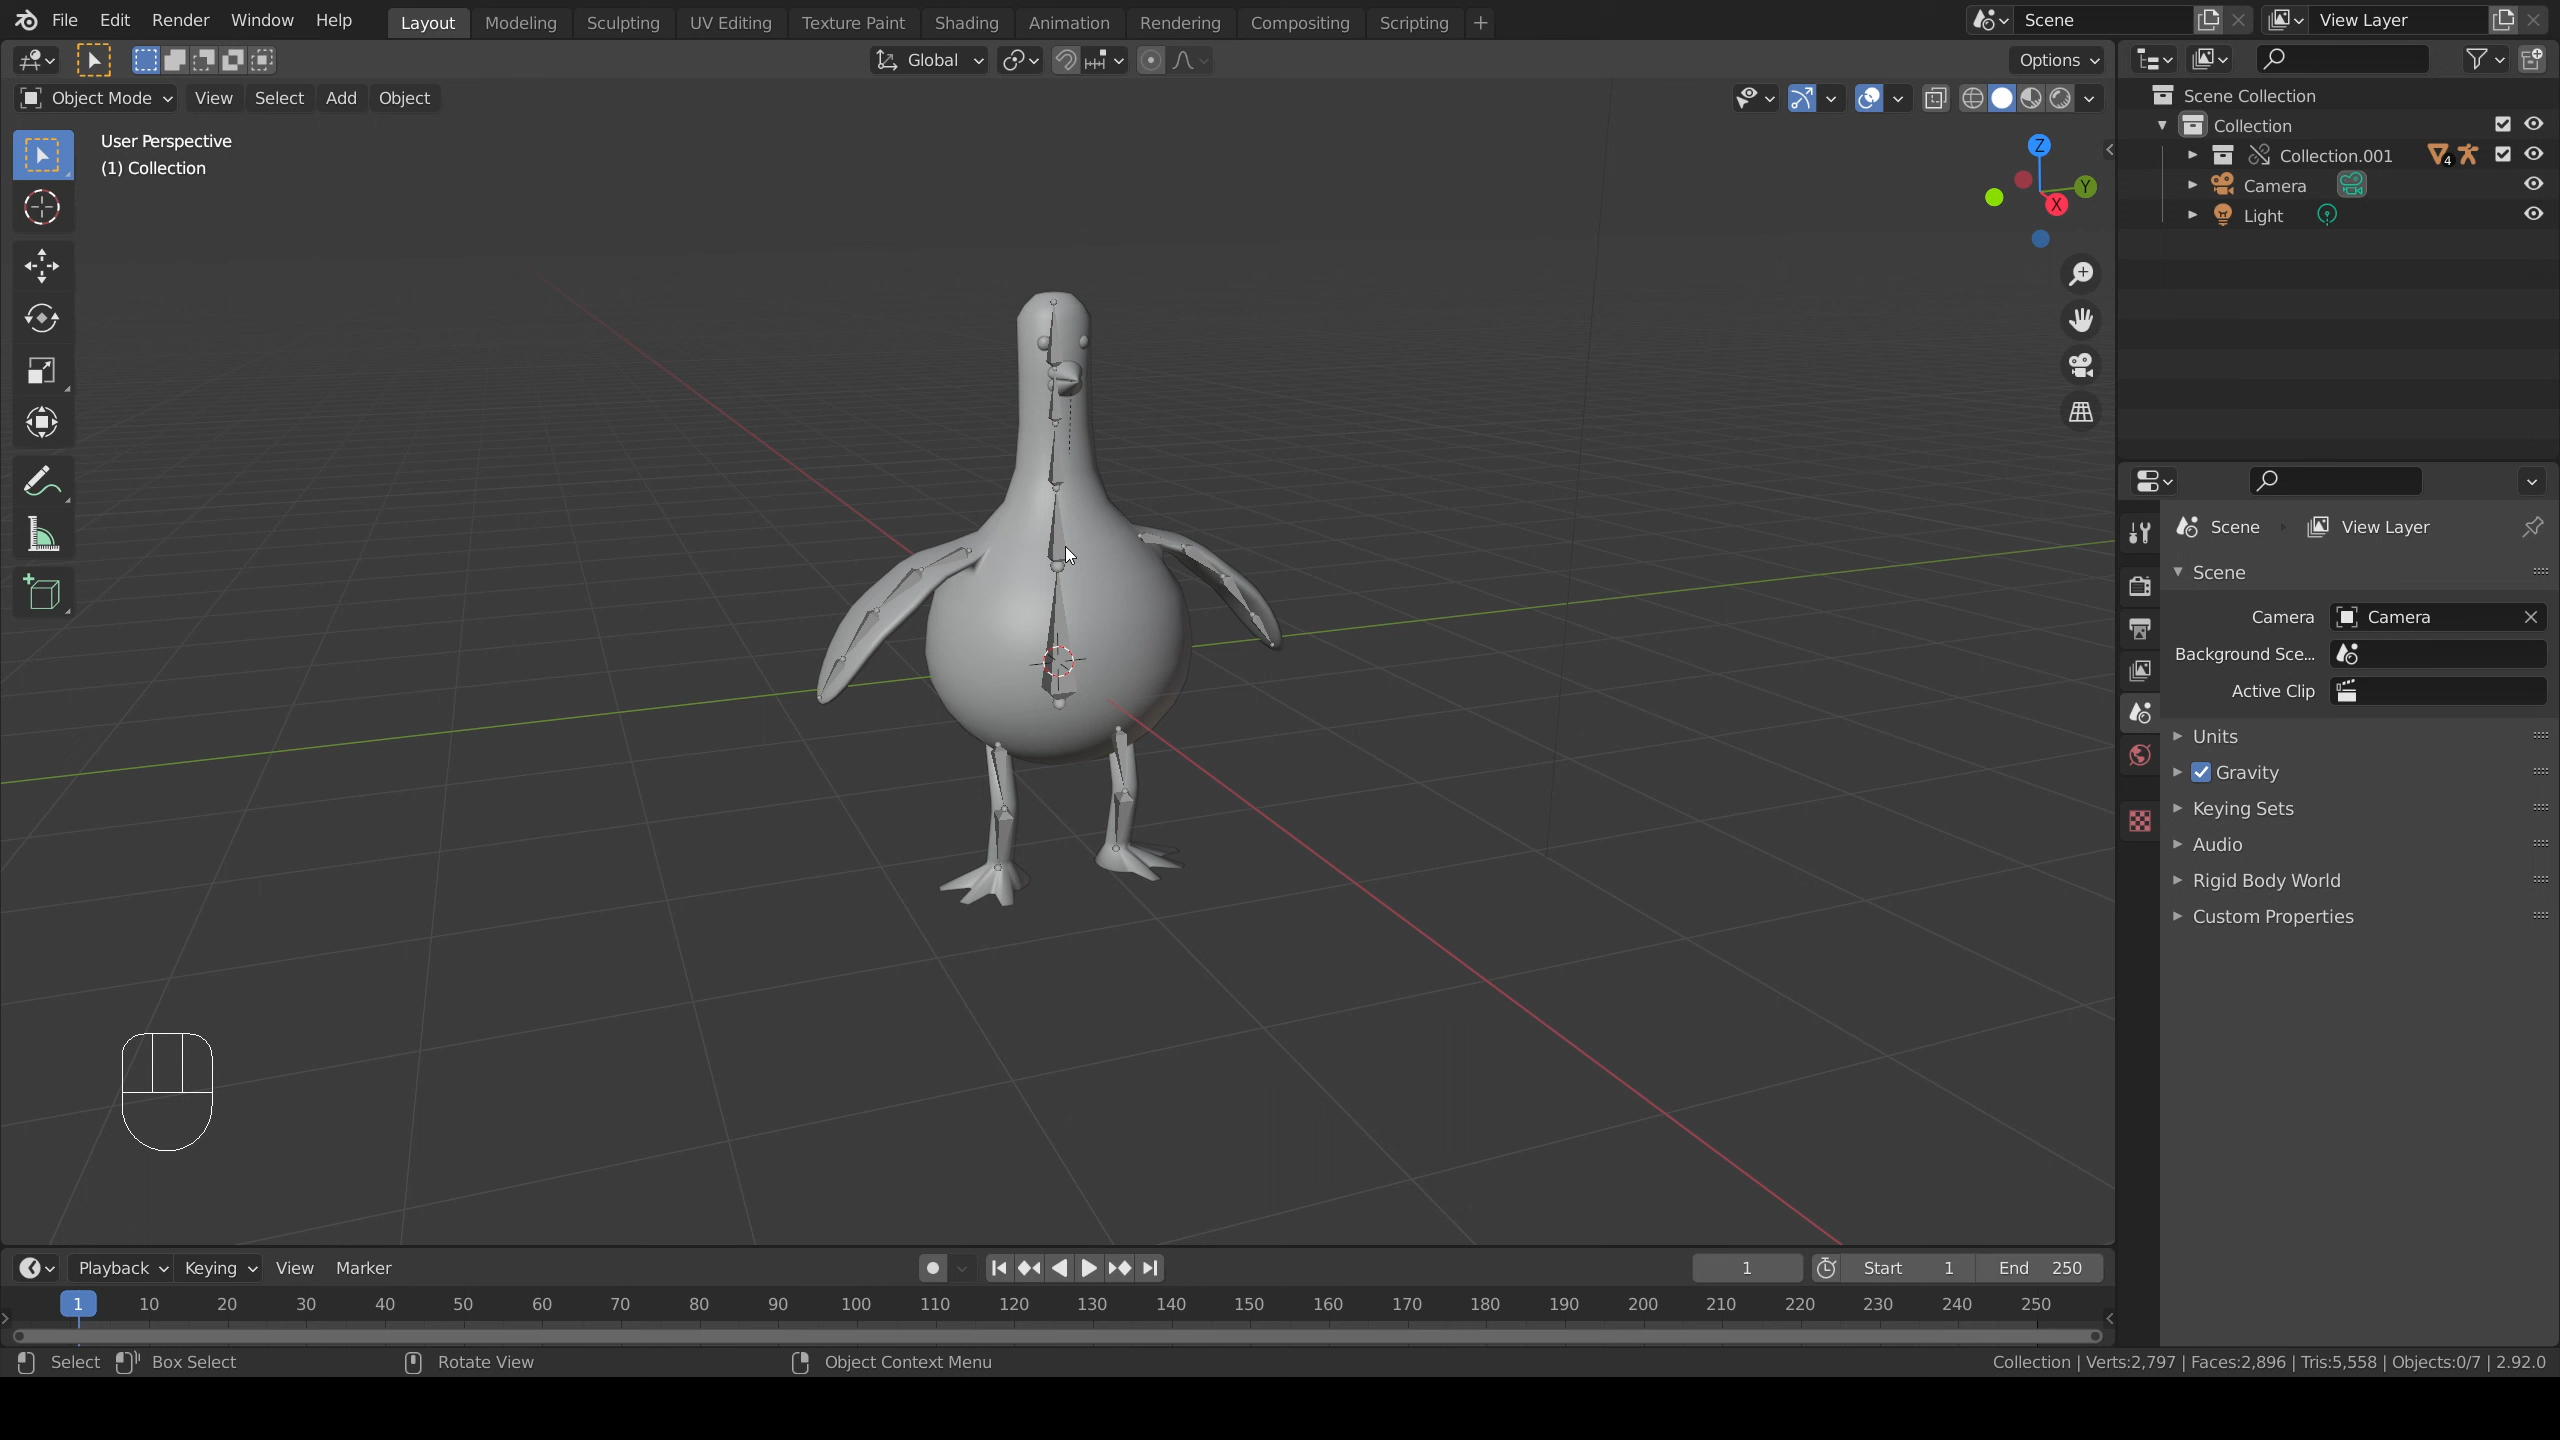 File Edit Render Window Help Layout Modeling Sculpting UV Editing Texture Paint Shading Animation Rendering Compositing Scripting + Scene View Layer
Global Options
Object Mode View Select Add Object
User Perspective
(1) Collection
Z
Y
X
Scene Collection
Collection
Collection.001 4
Camera
Light
Scene View Layer
Scene
Camera Camera
Background Sce...
Active Clip
Units
Gravity
Keying Sets
Audio
Rigid Body World
Custom Properties
Playback Keying View Marker 1 Start 1 End 250
1 10 20 30 40 50 60 70 80 90 100 110 120 130 140 150 160 170 180 190 200 210 220 230 240 250
Select Box Select Rotate View Object Context Menu Collection | Verts:2,797 | Faces:2,896 | Tris:5,558 | Objects:0/7 | 2.92.0